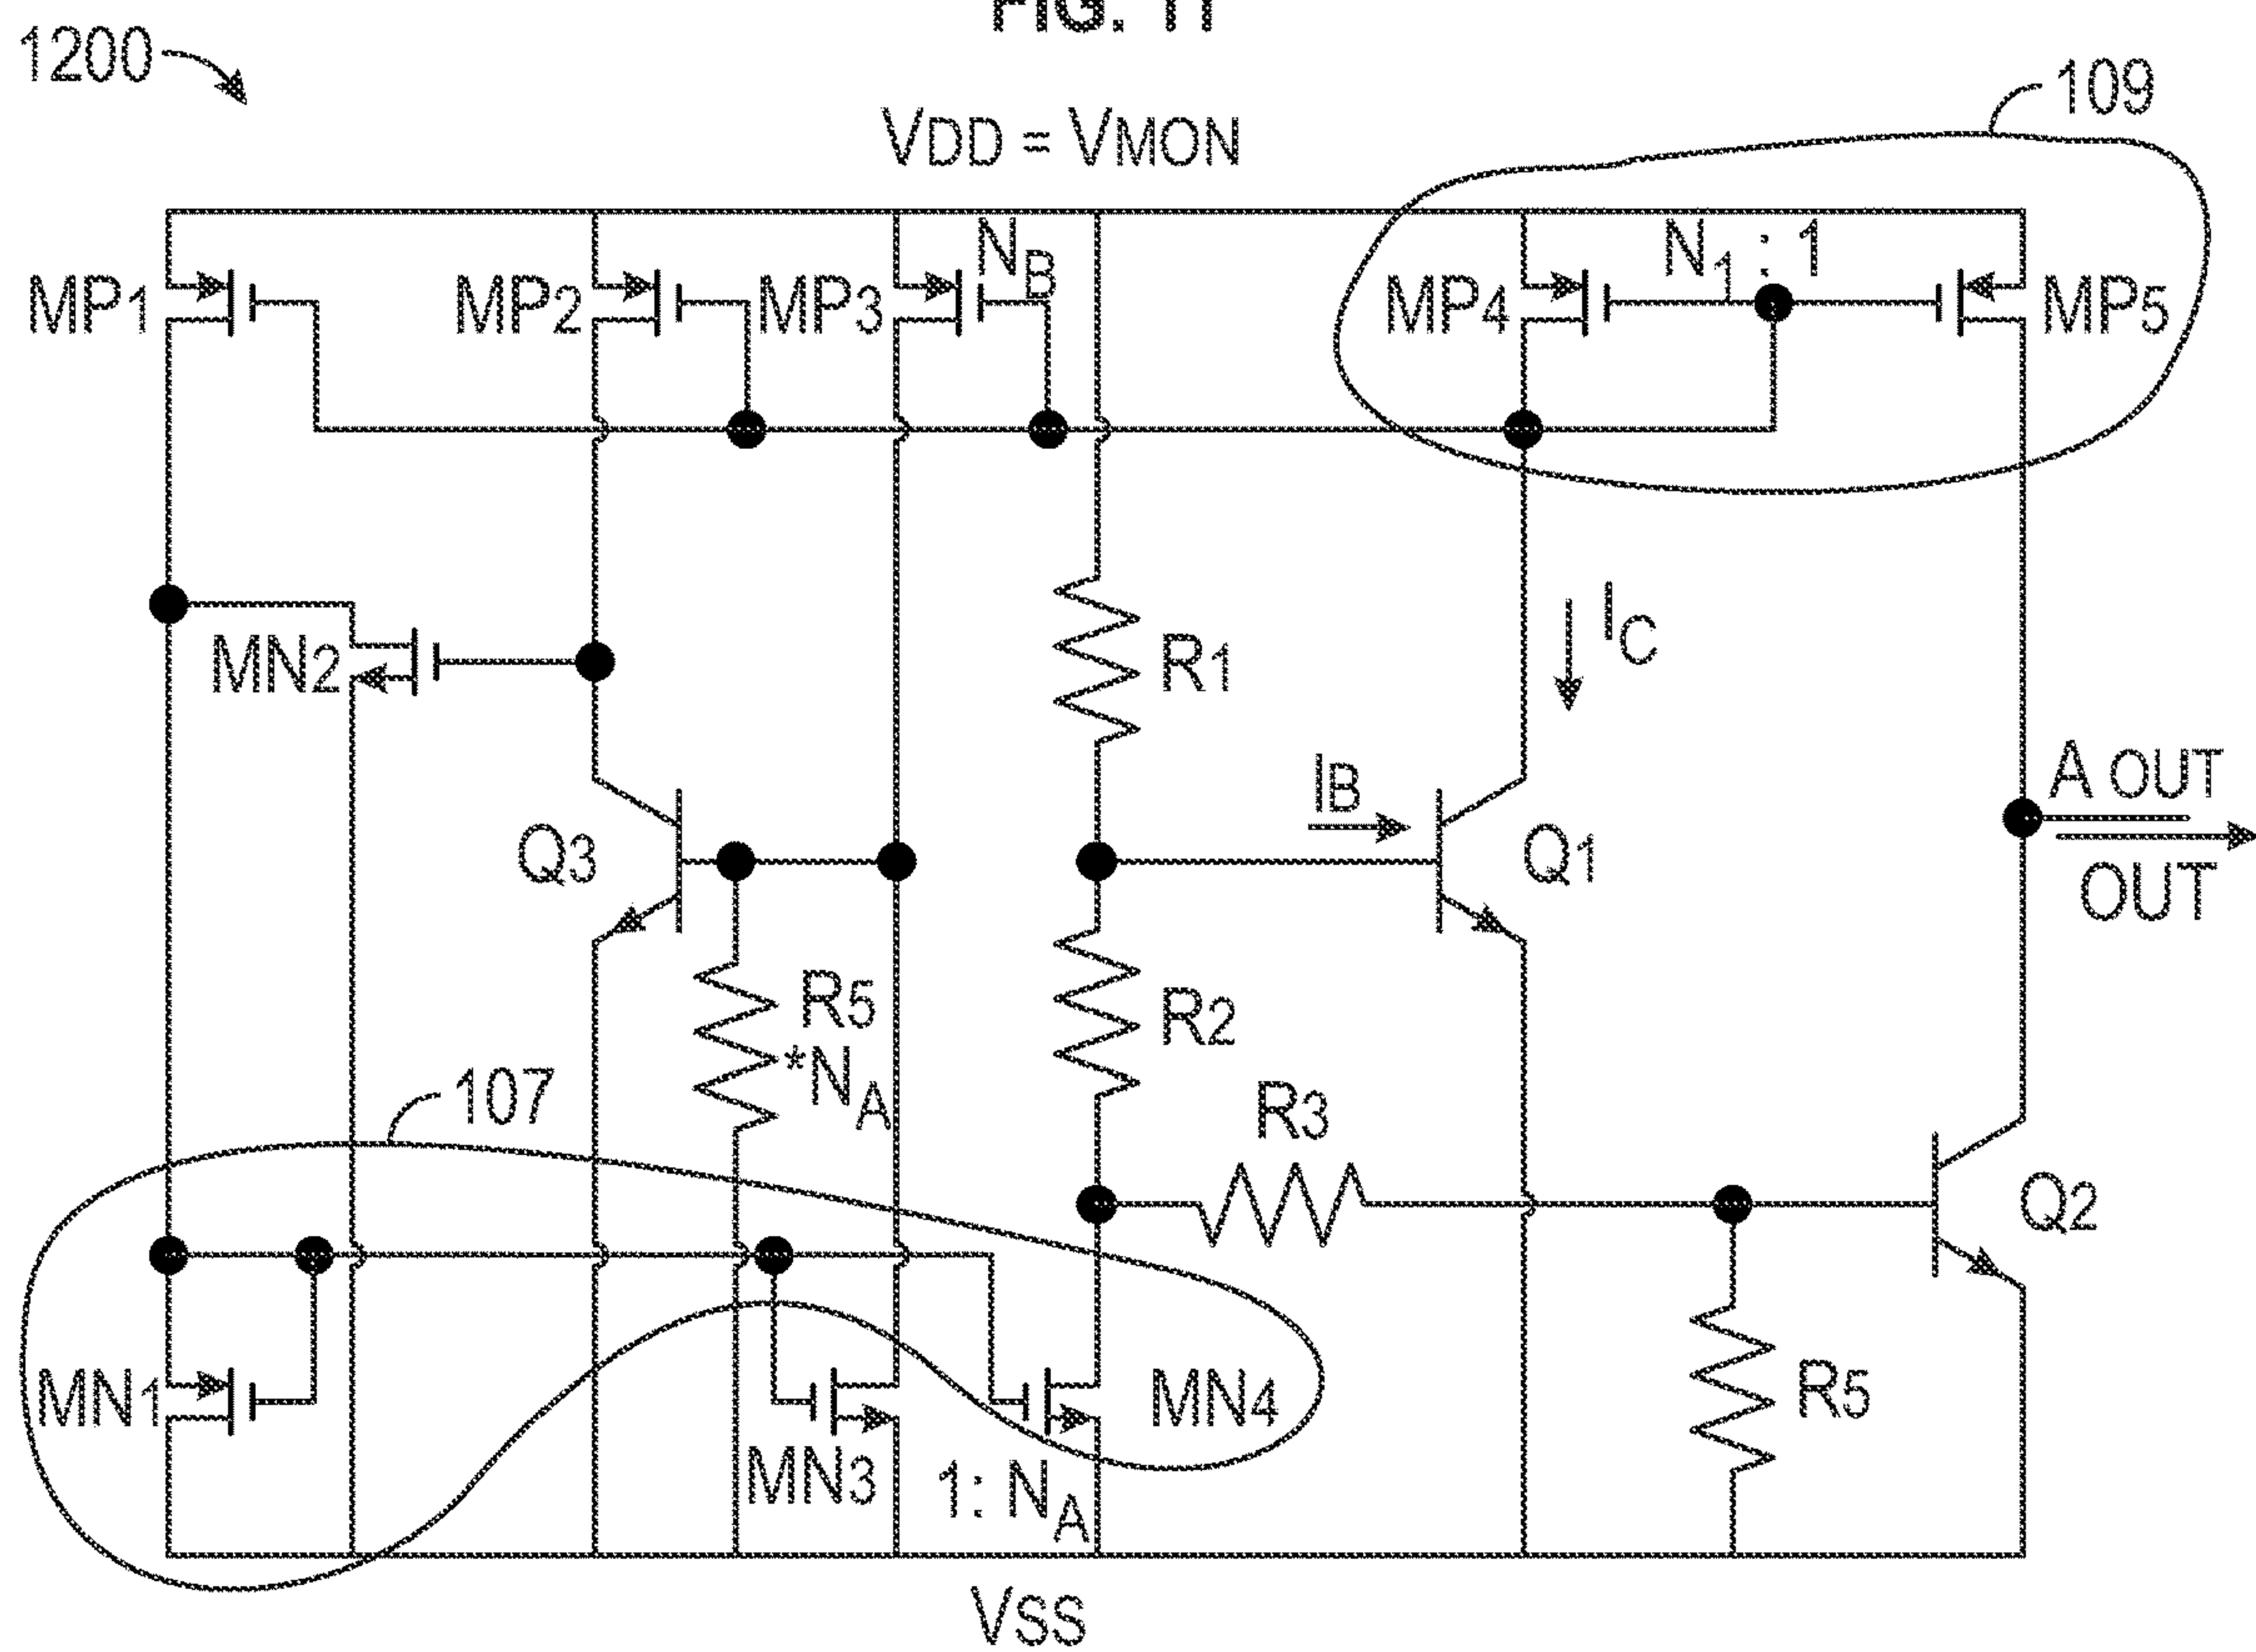 FIG. 11
1200
109
VDD = VMON
MP1
MP2
MP3
NB
MP4
N1 : 1
MP5
MN2
R1
IC
IB
Q3
Q1
A OUT
OUT
R5
*NA
R2
107
R3
Q2
MN1
MN3
1: NA
MN4
R5
VSS